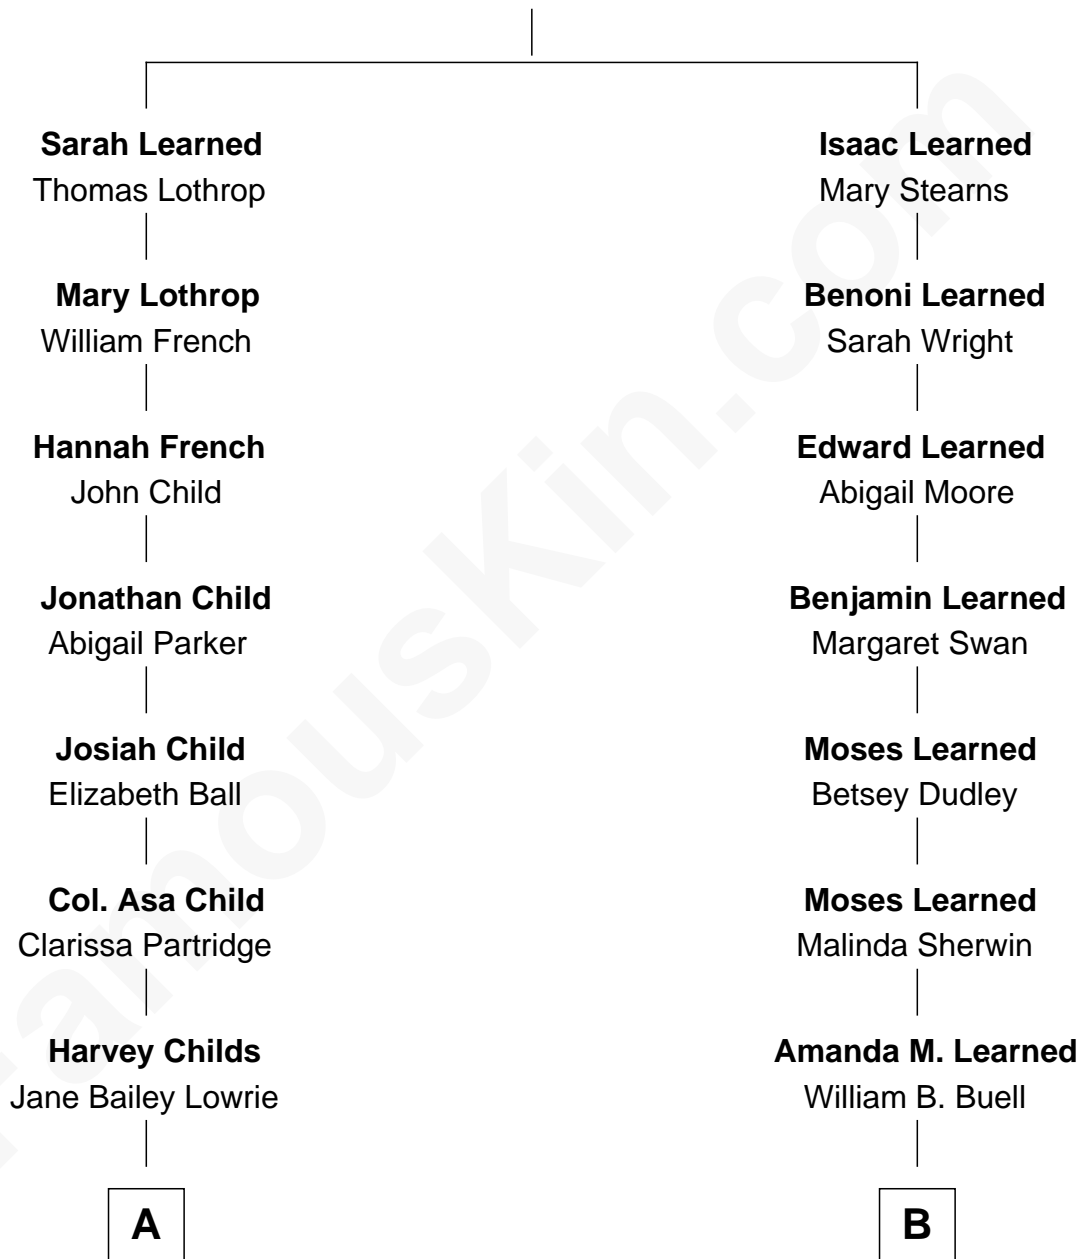 Sarah Learned
Thomas Lothrop
Mary Lothrop
William French
Hannah French
John Child
Jonathan Child
Abigail Parker
Josiah Child
Elizabeth Ball
Col. Asa Child
Clarissa Partridge
Harvey Childs
Jane Bailey Lowrie
A
Isaac Learned
Mary Stearns
Benoni Learned
Sarah Wright
Edward Learned
Abigail Moore
Benjamin Learned
Margaret Swan
Moses Learned
Betsey Dudley
Moses Learned
Malinda Sherwin
Amanda M. Learned
William B. Buell
B
FamousKin.com